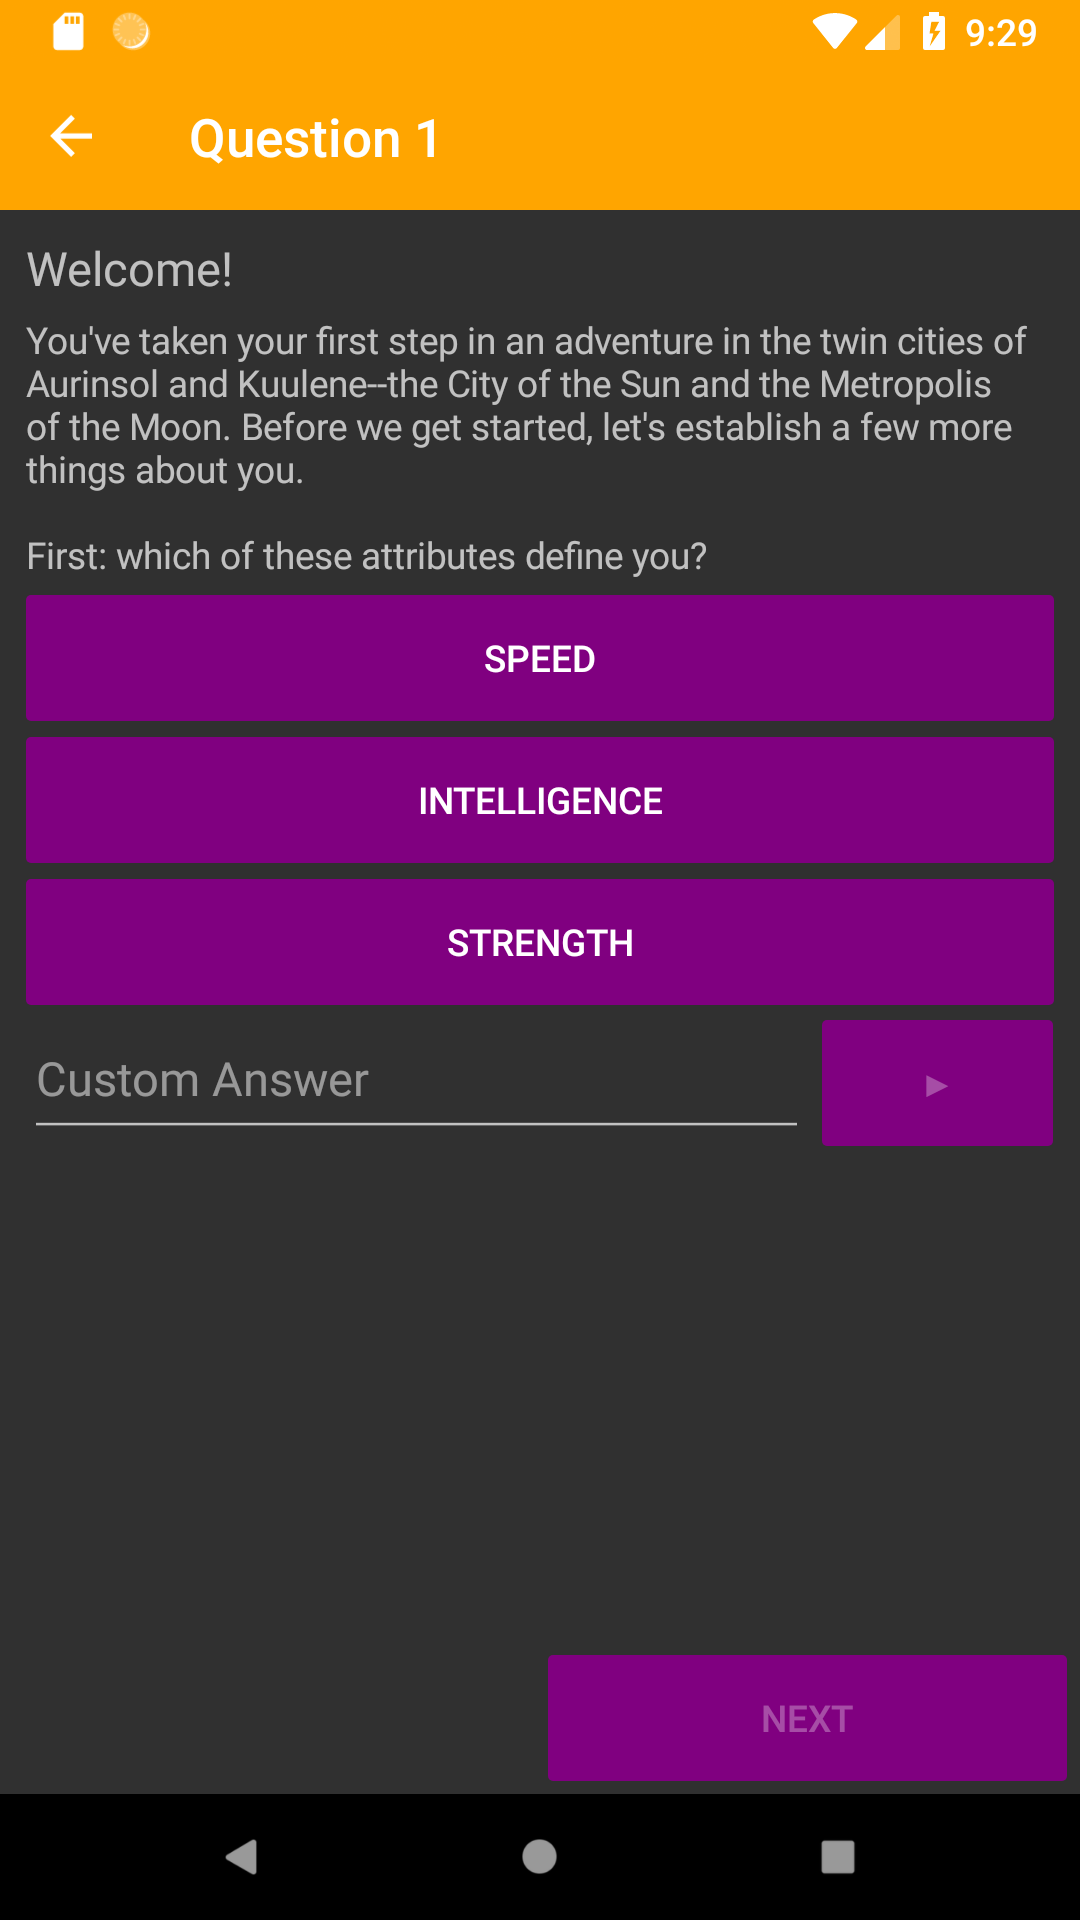 9:29
Question 1
Welcome!
You've taken your first step in an adventure in the twin cities of
Aurinsol and Kuulene--the City of the Sun and the Metropolis
of the Moon. Before we get started, let's establish a few more
things about you.
First: which of these attributes define you?
SPEED
INTELLIGENCE
STRENGTH
Custom Answer
NEXT